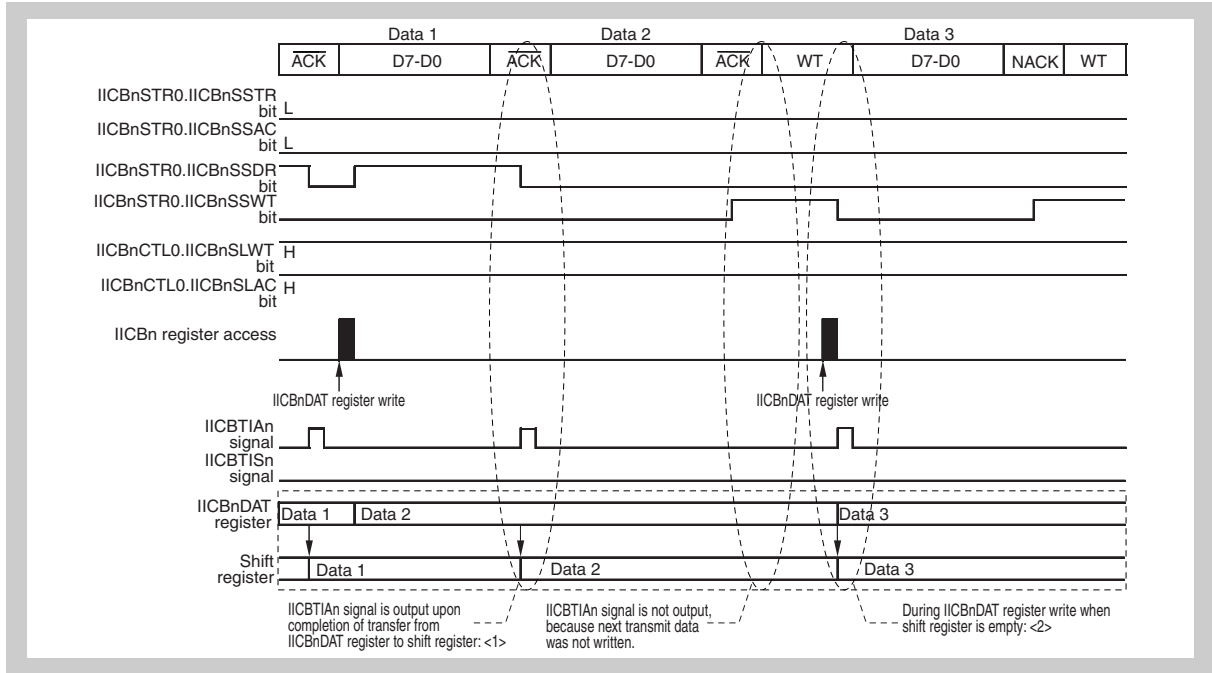 Data 1 Data 2 Data 3
ACK D7-D0 ACK D7-D0 ACK WT D7-D0 NACK WT
IICBnSTR0.IICBnSSTR
bit L
IICBnSTR0.IICBnSSAC
bit L
IICBnSTR0.IICBnSSDR
bit
IICBnSTR0.IICBnSSWT
bit
IICBnCTL0.IICBnSLWT H
bit
IICBnCTL0.IICBnSLAC H
bit
IICBn register access
IICBnDAT register write IICBnDAT register write
IICBTIAn
signal
IICBTISn
signal
IICBnDAT
register
Data 1 Data 2 Data 3
Shift
register
Data 1 Data 2 Data 3
IICBTIAn signal is output upon
completion of transfer from
IICBnDAT register to shift register: <1>
IICBTIAn signal is not output,
because next transmit data
was not written.
During IICBnDAT register write when
shift register is empty: <2>